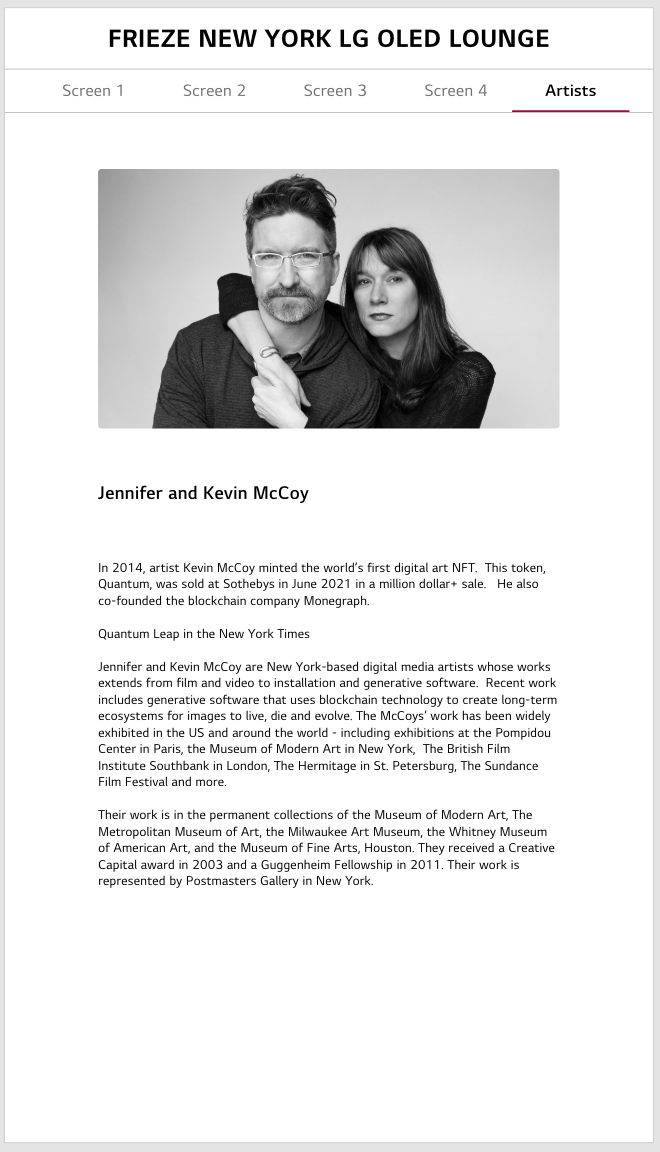 FRIEZE NEW YORK LG OLED LOUNGE
Screen 1
Screen 2
Screen 3
Screen 4
Artists
Jennifer and Kevin McCoy
In 2014, artist Kevin McCoy minted the world’s first digital art NFT.  This token,
Quantum, was sold at Sothebys in June 2021 in a million dollar+ sale.   He also
co-founded the blockchain company Monegraph.
Quantum Leap in the New York Times
Jennifer and Kevin McCoy are New York-based digital media artists whose works
extends from film and video to installation and generative software.  Recent work
includes generative software that uses blockchain technology to create long-term
ecosystems for images to live, die and evolve. The McCoys’ work has been widely
exhibited in the US and around the world - including exhibitions at the Pompidou
Center in Paris, the Museum of Modern Art in New York,  The British Film
Institute Southbank in London, The Hermitage in St. Petersburg, The Sundance
Film Festival and more.
Their work is in the permanent collections of the Museum of Modern Art, The
Metropolitan Museum of Art, the Milwaukee Art Museum, the Whitney Museum
of American Art, and the Museum of Fine Arts, Houston. They received a Creative
Capital award in 2003 and a Guggenheim Fellowship in 2011. Their work is
represented by Postmasters Gallery in New York.